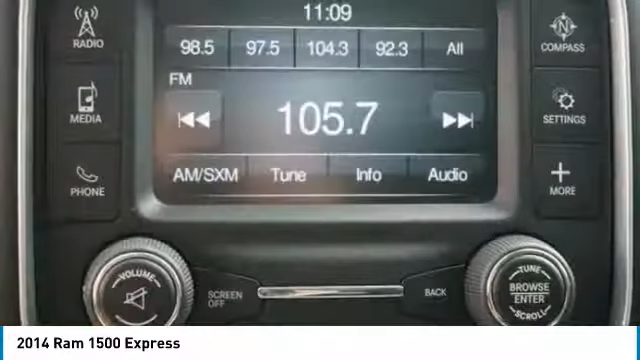 11:09
98.5 97.5 104.3 92.3 All
FM
105.7
AM/SXM Tune Info Audio
RADIO
MEDIA
PHONE
COMPASS
SETTINGS
MORE
VOLUME
SCREEN
OFF
BACK
TUNE
BROWSE
ENTER
SCROLL
2014 Ram 1500 Express